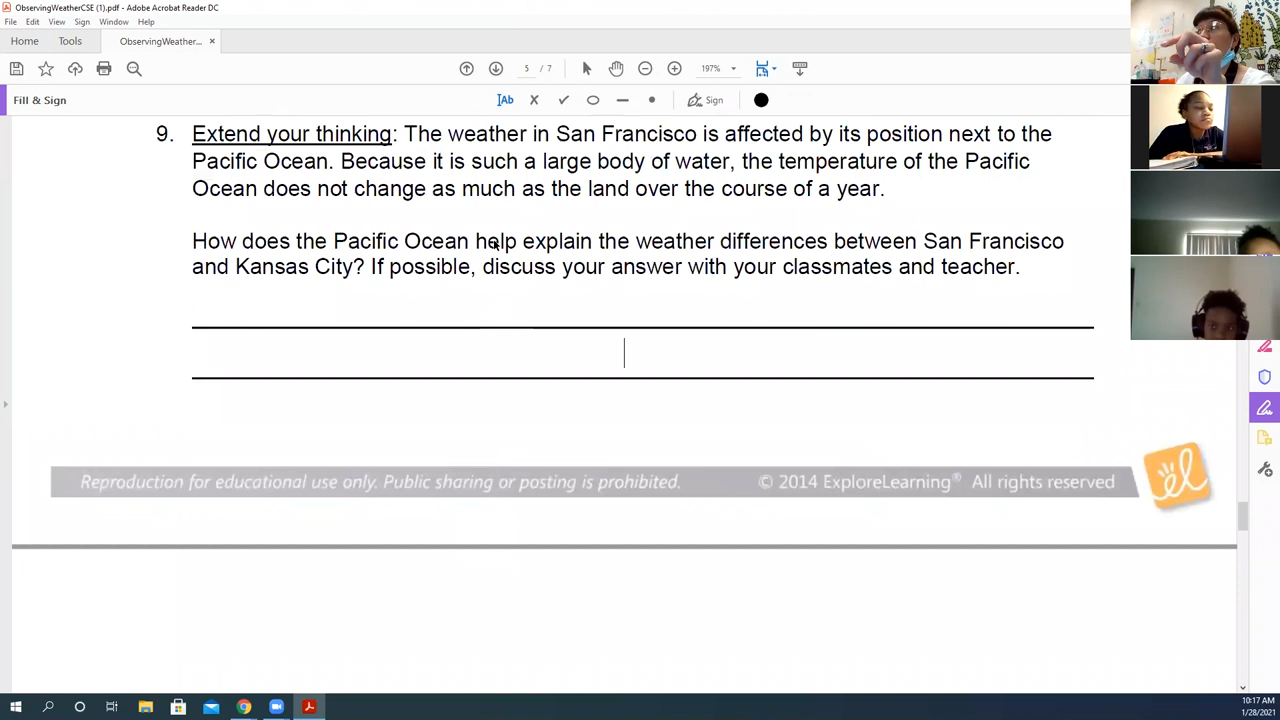 ObservingWeatherCSE (1).pdf - Adobe Acrobat Reader DC
File Edit View Sign Window Help
Home Tools ObservingWeather... ×
5 / 7 197%
Fill & Sign
Ab Sign
9. Extend your thinking: The weather in San Francisco is affected by its position next to the
Pacific Ocean. Because it is such a large body of water, the temperature of the Pacific
Ocean does not change as much as the land over the course of a year.
How does the Pacific Ocean help explain the weather differences between San Francisco
and Kansas City? If possible, discuss your answer with your classmates and teacher.
Reproduction for educational use only. Public sharing or posting is prohibited. © 2014 ExploreLearning® All rights reserved
el
10:17 AM
1/28/2021